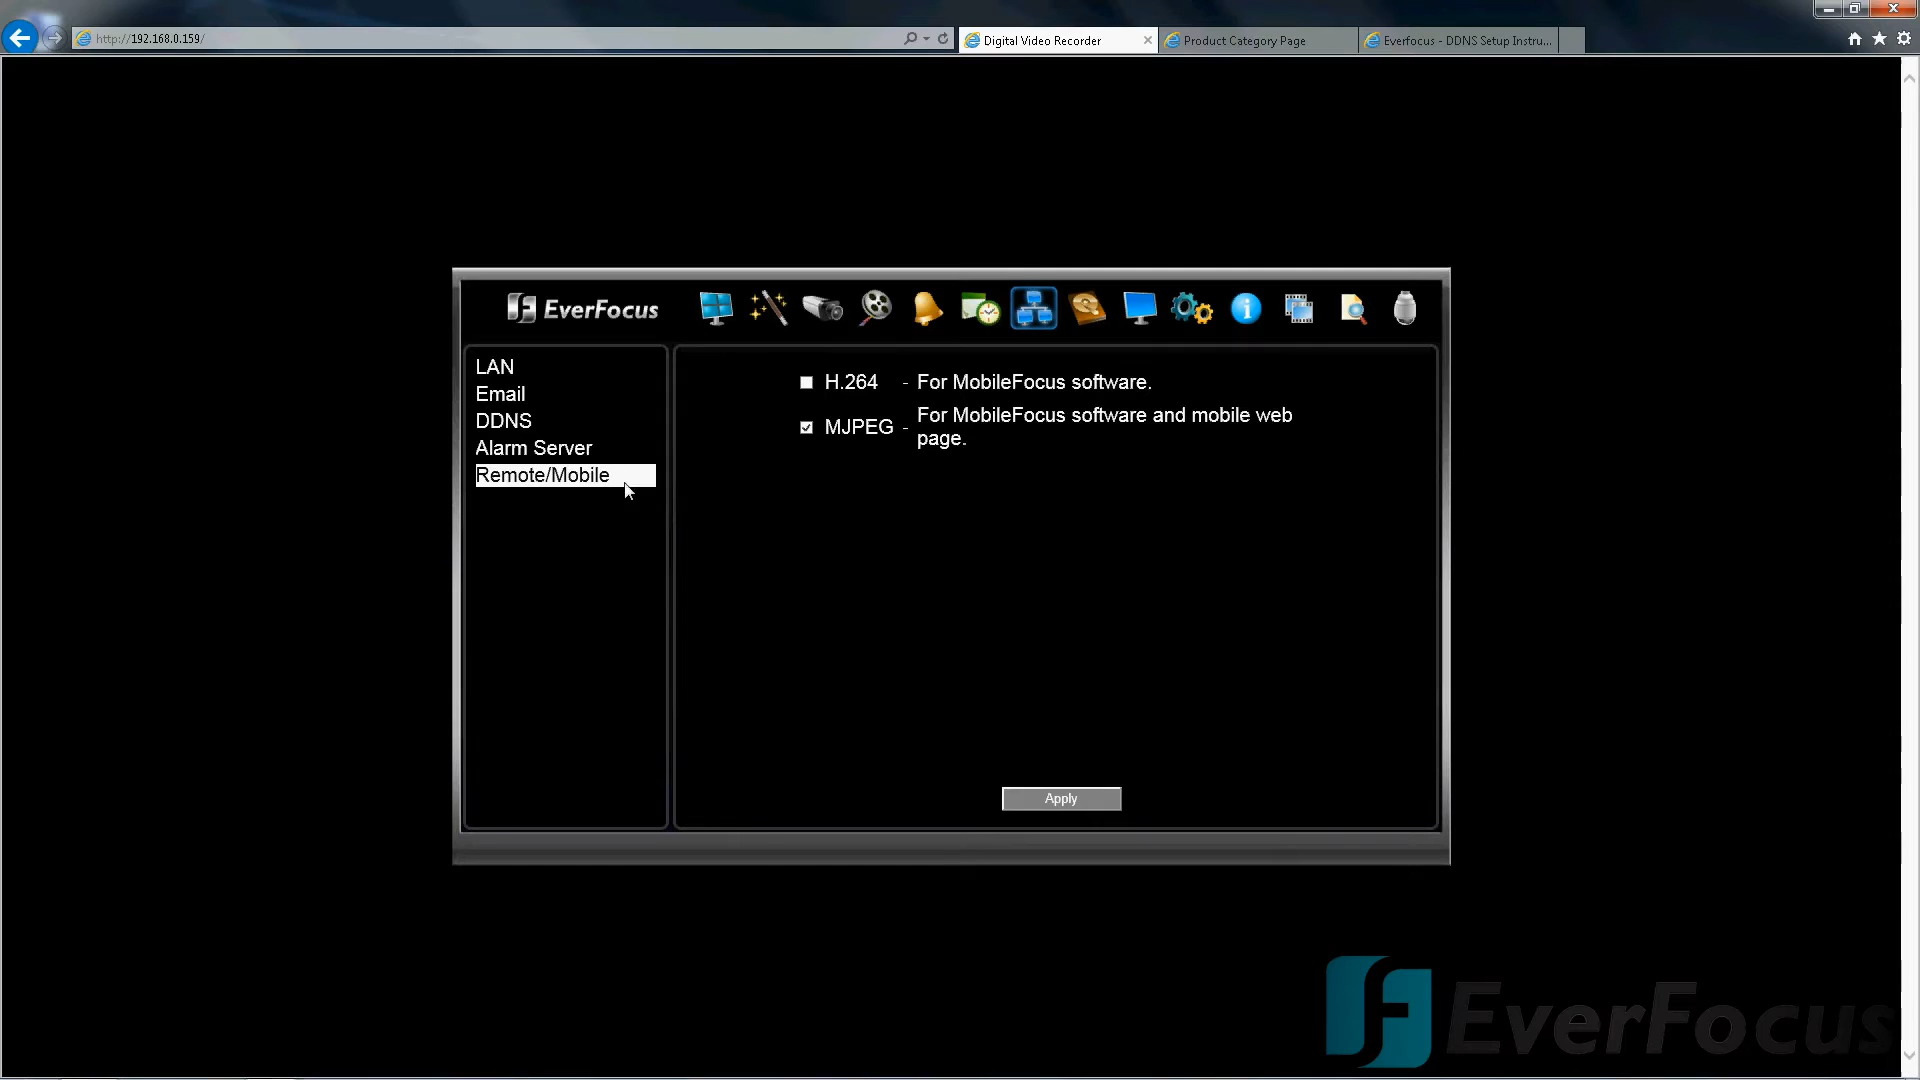 http://192.168.0.159/
Digital Video Recorder
Product Category Page
Everfocus - DDNS Setup Instru...
EverFocus
LAN
Email
DDNS
Alarm Server
Remote/Mobile
H.264 - For MobileFocus software.
MJPEG - For MobileFocus software and mobile web
page.
Apply
EverFocus